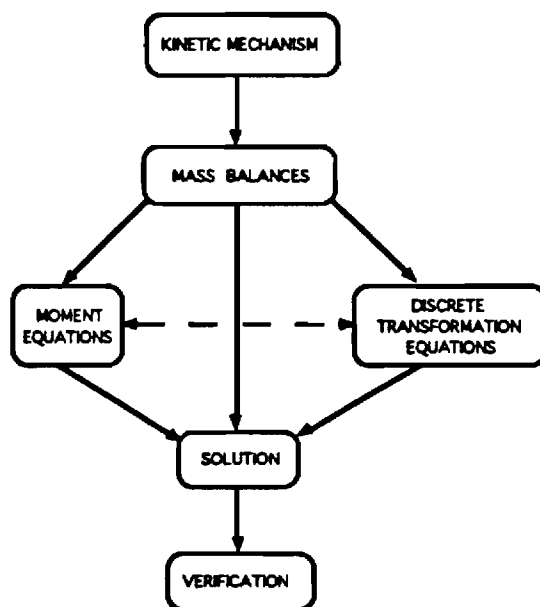 KINETIC MECHANISM
MASS BALANCES
MOMENT
EQUATIONS
DISCRETE
TRANSFORMATION
EQUATIONS
SOLUTION
VERIFICATION